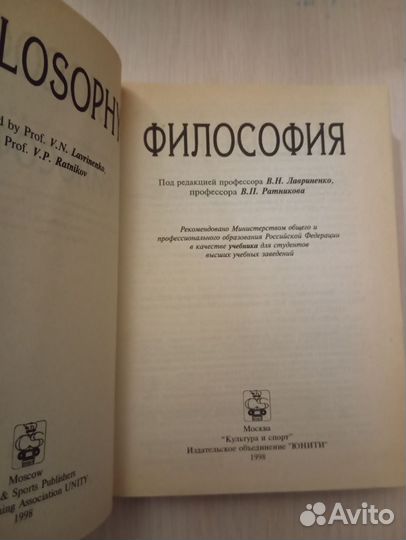 LOSOPHY
by Prof. V.N. Lavrinenko,
Prof. V.P. Ratnikov
Moscow
& Sports Publishers
Association UNITY
1998
ФИЛОСОФИЯ
Под редакцией профессора В.Н. Лавриненко,
профессора В.П. Ратникова
Рекомендовано Министерством общего и
профессионального образования Российской Федерации
в качестве учебника для студентов
высших учебных заведений
Москва
"Культура и спорт"
Издательское объединение "ЮНИТИ"
1998
Avito